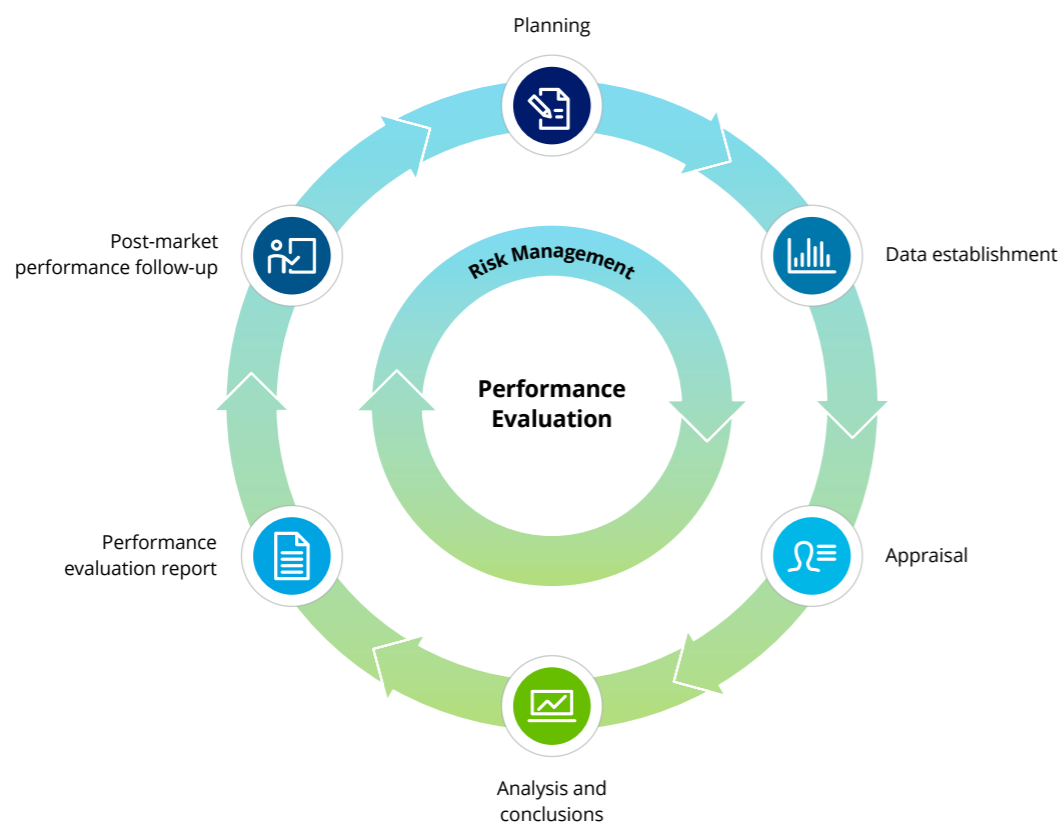 Planning
Data establishment
Appraisal
Analysis and
conclusions
Performance
evaluation report
Post-market
performance follow-up
Risk Management
Performance
Evaluation